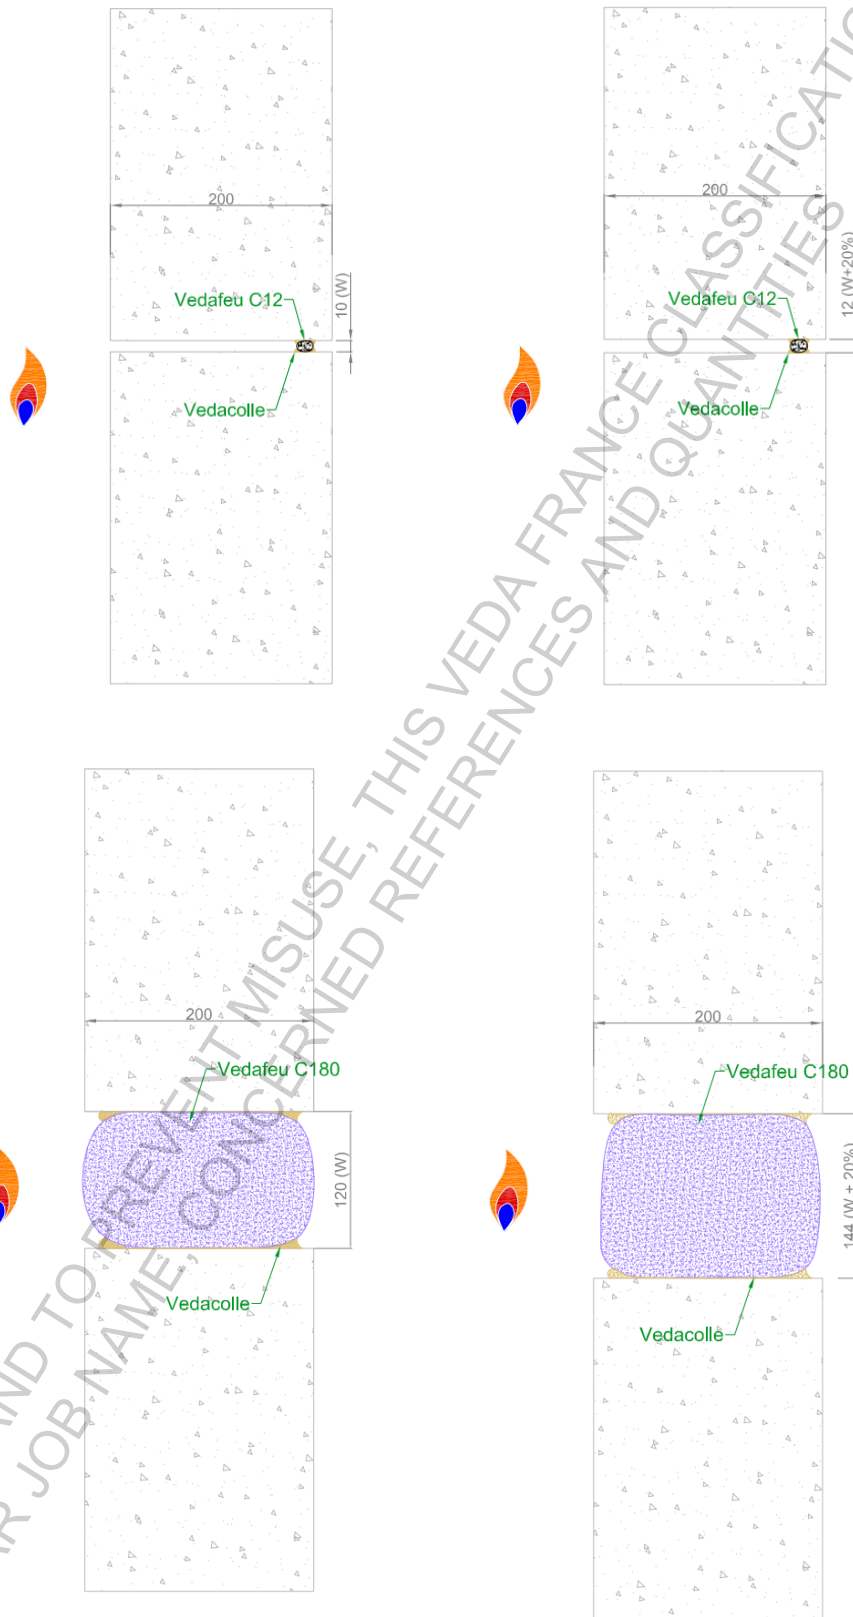 200
Vedafeu C12
10 (W)
Vedacolle
200
Vedafeu C12
12 (W+20%)
Vedacolle
200
Vedafeu C180
120 (W)
Vedacolle
200
Vedafeu C180
144 (W + 20%)
Vedacolle
AND TO PREVENT MISUSE, THIS VEDA FRANCE CLASSIFICATIO
AR JOB NAME, CONCERNED REFERENCES AND QUANTITIES